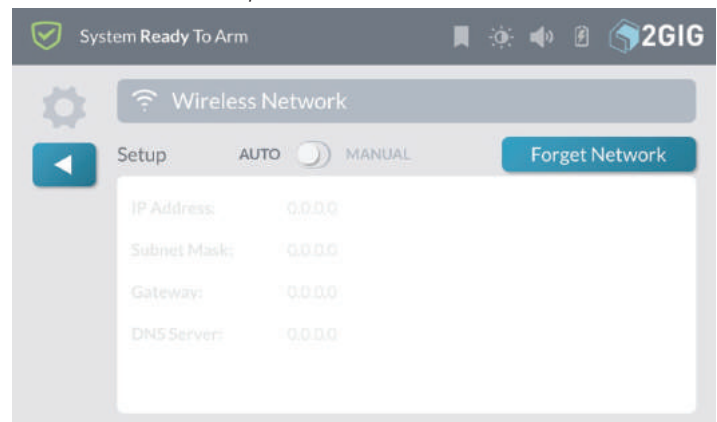 System Ready To Arm
2GIG
Wireless Network
Setup AUTO MANUAL Forget Network
IP Address: 0.0.0.0
Subnet Mask: 0.0.0.0
Gateway: 0.0.0.0
DNS Server: 0.0.0.0